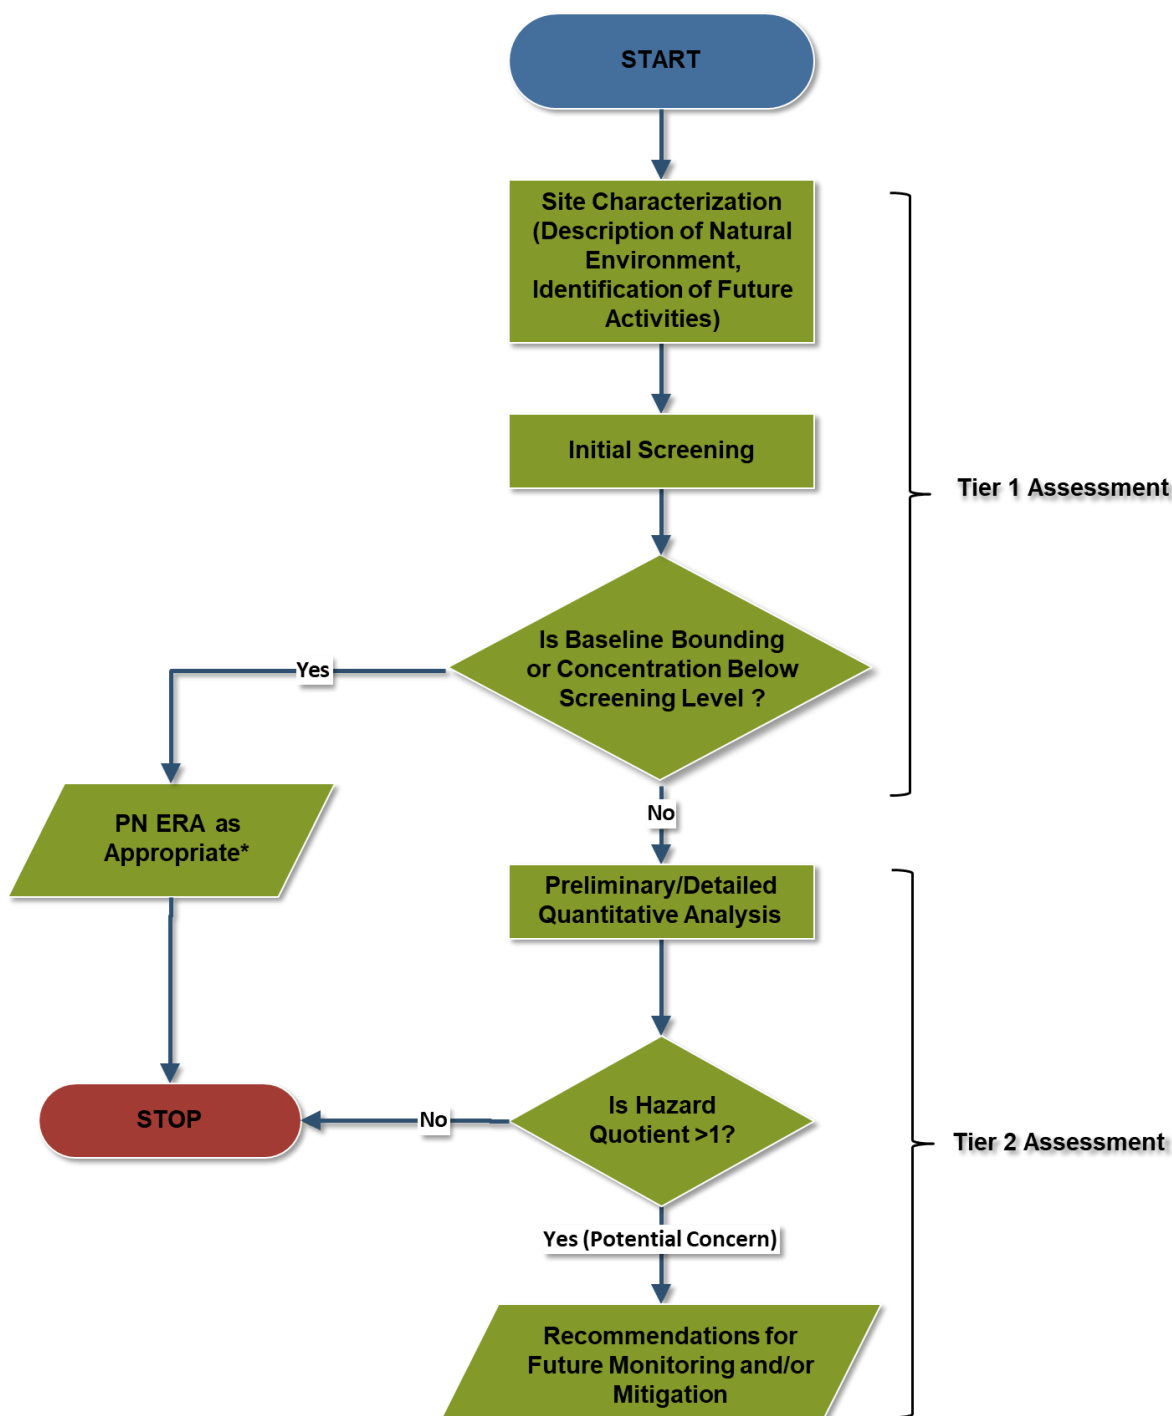 START
Site Characterization
(Description of Natural
Environment,
Identification of Future
Activities)
Initial Screening
Tier 1 Assessment
Is Baseline Bounding
or Concentration Below
Screening Level ?
Yes
PN ERA as
Appropriate*
No
Preliminary/Detailed
Quantitative Analysis
STOP
No
Is Hazard
Quotient >1?
Tier 2 Assessment
Yes (Potential Concern)
Recommendations for
Future Monitoring and/or
Mitigation